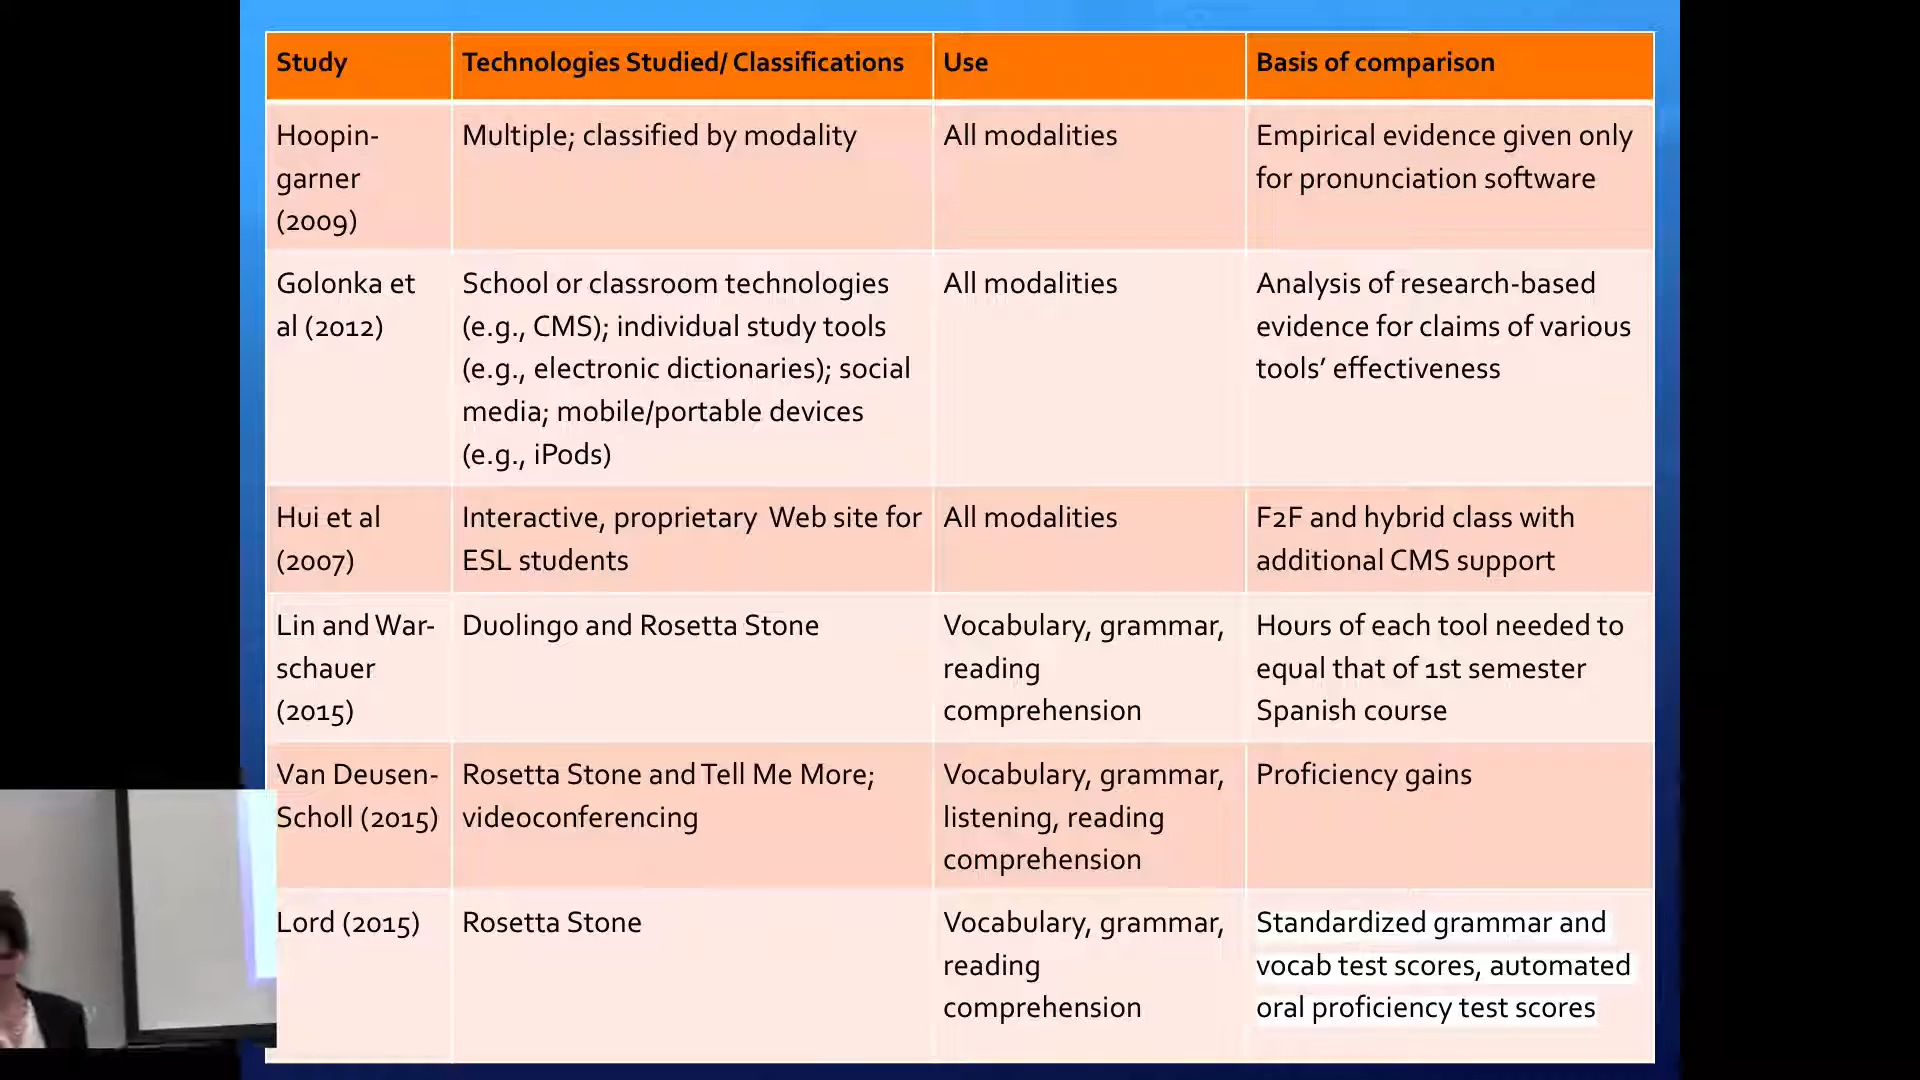 Study Technologies Studied/ Classifications Use Basis of comparison
Hoopin- Multiple; classified by modality All modalities Empirical evidence given only
garner for pronunciation software
(2009)
Golonka et School or classroom technologies All modalities Analysis of research-based
al (2012) (e.g., CMS); individual study tools evidence for claims of various
(e.g., electronic dictionaries); social tools’ effectiveness
media; mobile/portable devices
(e.g., iPods)
Hui et al Interactive, proprietary Web site for All modalities F2F and hybrid class with
(2007) ESL students additional CMS support
Lin and War- Duolingo and Rosetta Stone Vocabulary, grammar, Hours of each tool needed to
schauer reading equal that of 1st semester
(2015) comprehension Spanish course
Van Deusen- Rosetta Stone and Tell Me More; Vocabulary, grammar, Proficiency gains
Scholl (2015) videoconferencing listening, reading
comprehension
Lord (2015) Rosetta Stone Vocabulary, grammar, Standardized grammar and
reading vocab test scores, automated
comprehension oral proficiency test scores